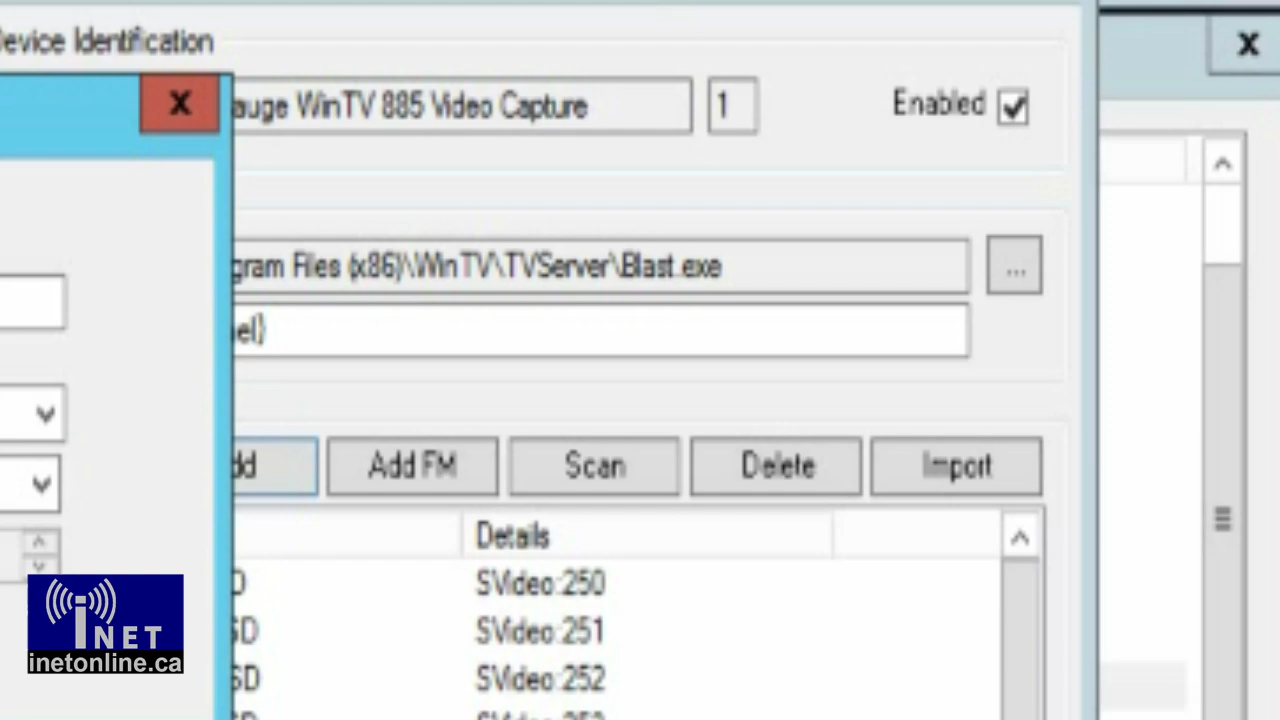 Device Identification
auge WinTV 885 Video Capture
1
Enabled
gram Files (x86)\WinTV\TVServer\Blast.exe
...
el}
dd
Add FM
Scan
Delete
Import
Details
D
SVideo:250
SD
SVideo:251
SD
SVideo:252
iNET
inetonline.ca